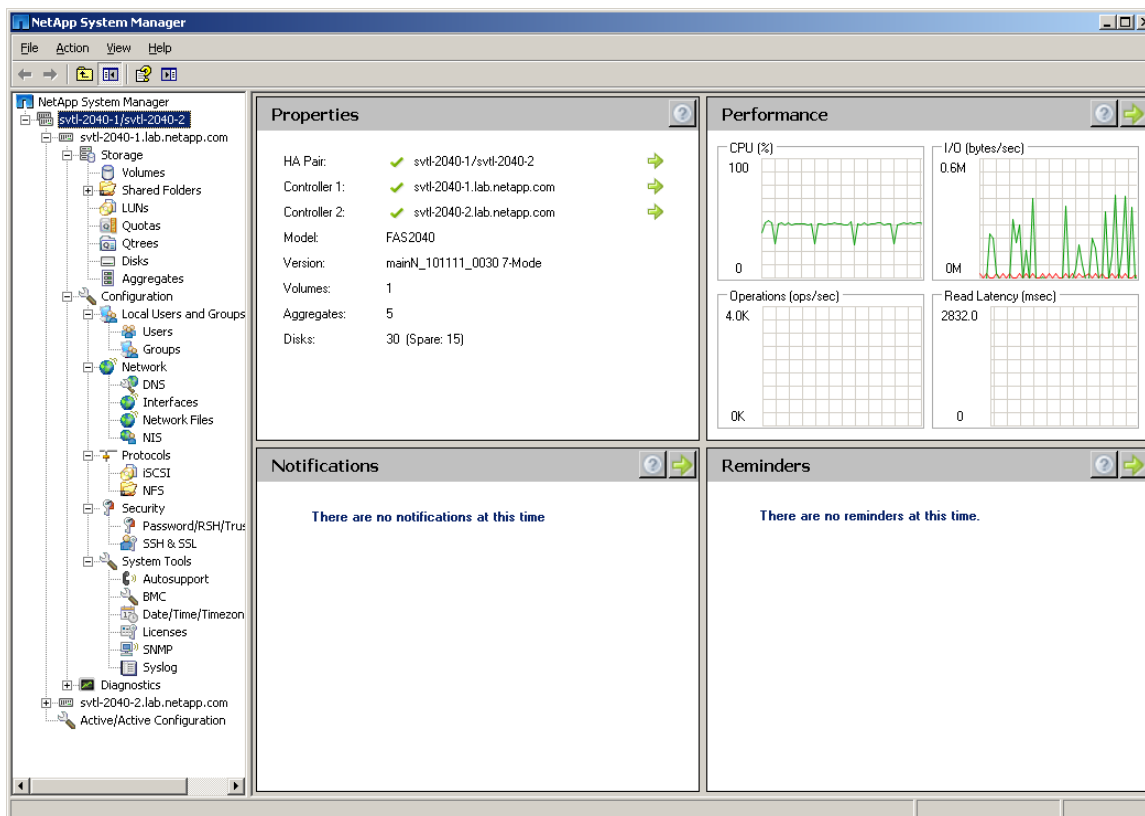 NetApp System Manager
File Action View Help
NetApp System Manager
svtl-2040-1/svtl-2040-2
svtl-2040-1.lab.netapp.com
Storage
Volumes
Shared Folders
LUNs
Quotas
Qtrees
Disks
Aggregates
Configuration
Local Users and Groups
Users
Groups
Network
DNS
Interfaces
Network Files
NIS
Protocols
iSCSI
NFS
Security
Password/RSH/Trus
SSH & SSL
System Tools
Autosupport
BMC
Date/Time/Timezon
Licenses
SNMP
Syslog
Diagnostics
svtl-2040-2.lab.netapp.com
Active/Active Configuration
Properties
HA Pair: svtl-2040-1/svtl-2040-2
Controller 1: svtl-2040-1.lab.netapp.com
Controller 2: svtl-2040-2.lab.netapp.com
Model: FAS2040
Version: mainN_101111_0030 7-Mode
Volumes: 1
Aggregates: 5
Disks: 30 (Spare: 15)
Performance
CPU (%)
100
0
I/O (bytes/sec)
0.6M
0M
Operations (ops/sec)
4.0K
0K
Read Latency (msec)
2832.0
0
Notifications
There are no notifications at this time
Reminders
There are no reminders at this time.